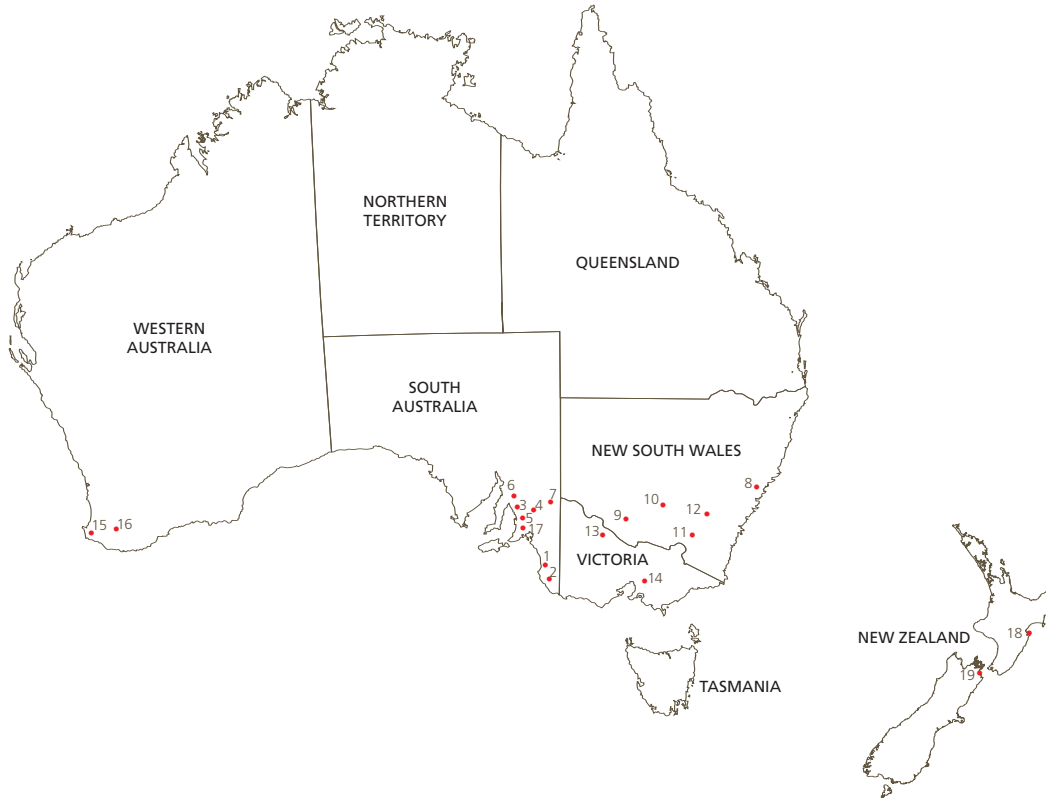 NORTHERN
TERRITORY
QUEENSLAND
WESTERN
AUSTRALIA
SOUTH
AUSTRALIA
NEW SOUTH WALES
6
7
8
3
4
10
12
5
9
15
16
17
13
11
1
VICTORIA
2
14
18
NEW ZEALAND
19
TASMANIA